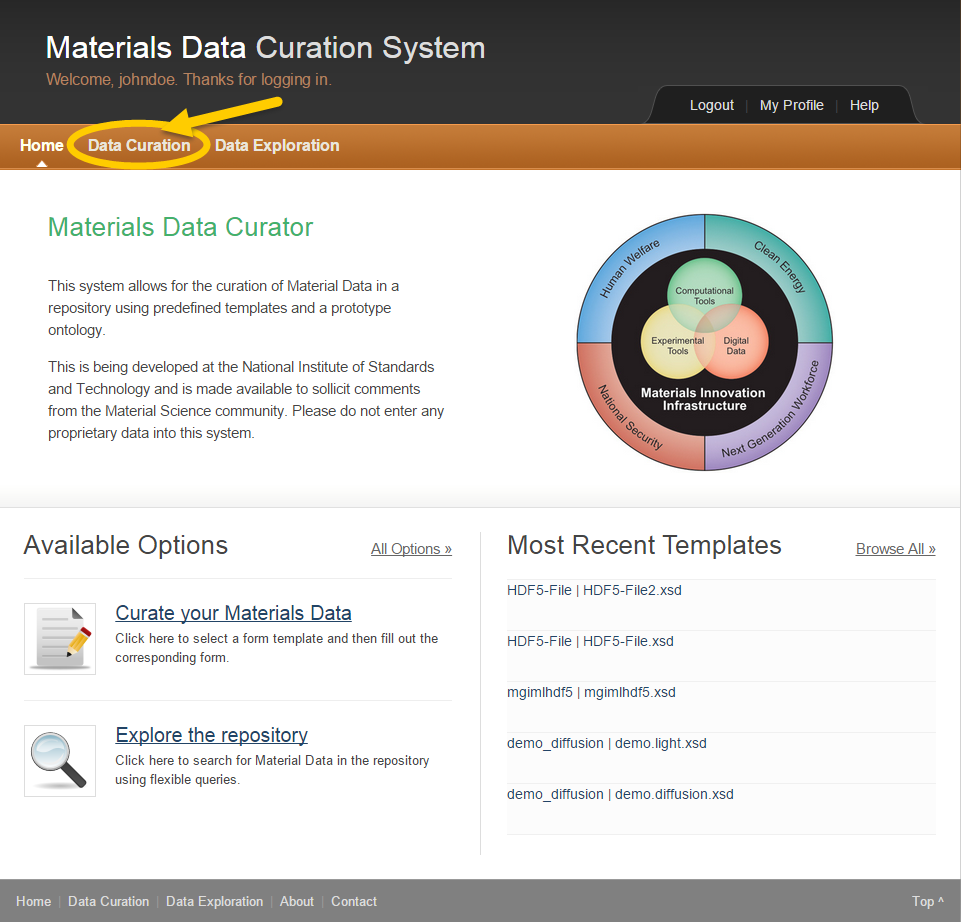 Materials Data Curation System
Welcome, johndoe. Thanks for logging in.
Logout | My Profile | Help
Home Data Curation Data Exploration
Materials Data Curator
This system allows for the curation of Material Data in a
repository using predefined templates and a prototype
ontology.
This is being developed at the National Institute of Standards
and Technology and is made available to sollicit comments
from the Material Science community. Please do not enter any
proprietary data into this system.
Human Welfare
Clean Energy
Computational
Tools
Experimental
Tools
Digital
Data
Materials Innovation
Infrastructure
National Security
Next Generation Workforce
Available Options
All Options »
Curate your Materials Data
Click here to select a form template and then fill out the
corresponding form.
Explore the repository
Click here to search for Material Data in the repository
using flexible queries.
Most Recent Templates
Browse All »
HDF5-File | HDF5-File2.xsd
HDF5-File | HDF5-File.xsd
mgimlhdf5 | mgimlhdf5.xsd
demo_diffusion | demo.light.xsd
demo_diffusion | demo.diffusion.xsd
Home | Data Curation | Data Exploration | About | Contact
Top ^